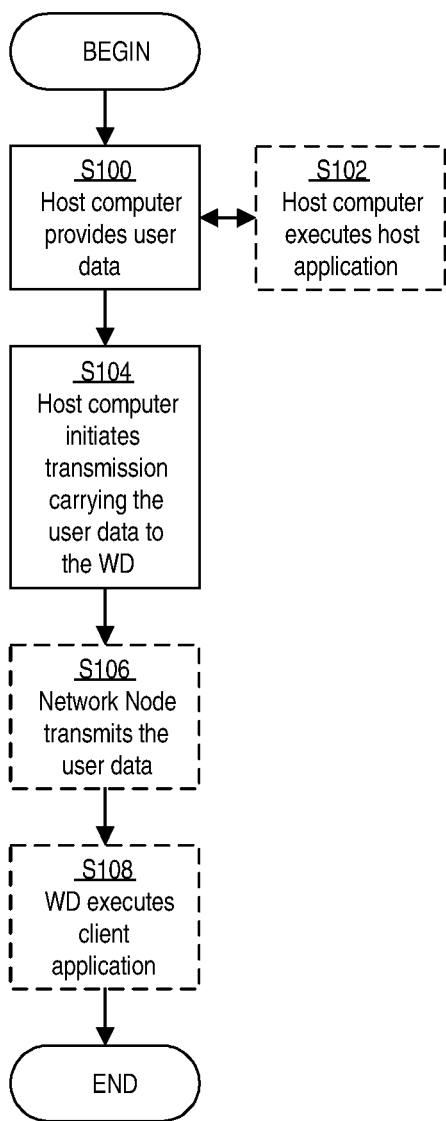 BEGIN
S100
Host computer
provides user
data
S102
Host computer
executes host
application
S104
Host computer
initiates
transmission
carrying the
user data to
the WD
S106
Network Node
transmits the
user data
S108
WD executes
client
application
END